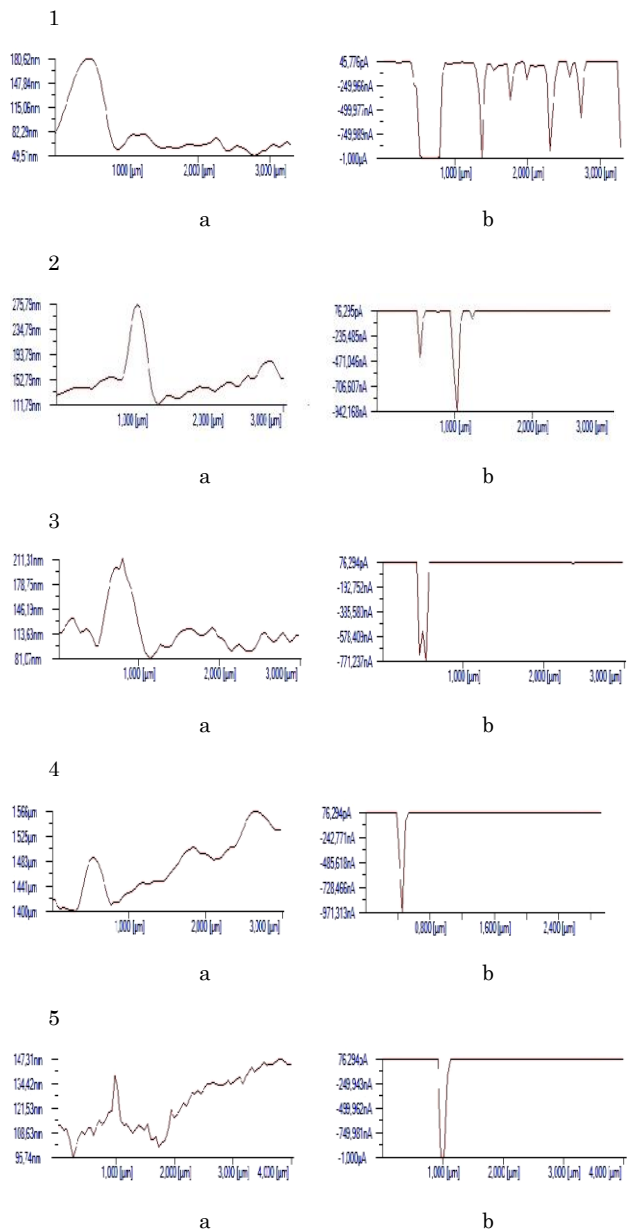 1
180,62nm
147,84nm
115,06nm
82,29nm
49,51nm
1000 [µm]
2,000 [µm]
3,000 [µm]
a
45,776pA
-249,966nA
-499,977nA
-749,989nA
-1,000µA
1,000 [µm]
2,000 [µm]
3,000 [µm]
b
2
275,79nm
234,79nm
193,79nm
152,79nm
111,79nm
1,000 [µm]
2,000 [µm]
3,000 [µm]
a
76,295pA
-235,485nA
-471,046nA
-706,607nA
-942,168nA
1,000 [µm]
2,000 [µm]
3,000 [µm]
b
3
211,31nm
178,75nm
146,19nm
113,63nm
81,07nm
1,000 [µm]
2,000 [µm]
3,000 [µm]
a
76,294pA
-192,752nA
-385,580nA
-578,409nA
-771,237nA
1,000 [µm]
2,000 [µm]
3,000 [µm]
b
4
1566µm
1525µm
1483µm
1441µm
1400µm
1,000 [µm]
2,000 [µm]
3,000 [µm]
a
76,294pA
-242,771nA
-485,618nA
-728,466nA
-971,313nA
0,800 [µm]
1,600 [µm]
2,400 [µm]
b
5
147,31nm
134,42nm
121,53nm
108,63nm
95,74nm
1,000 [µm]
2,000 [µm]
3,000 [µm]
4,000 [µm]
a
76,294pA
-249,943nA
-499,962nA
-749,981nA
-1,000µA
1,000 [µm]
2,000 [µm]
3,000 [µm]
4,000 [µm]
b